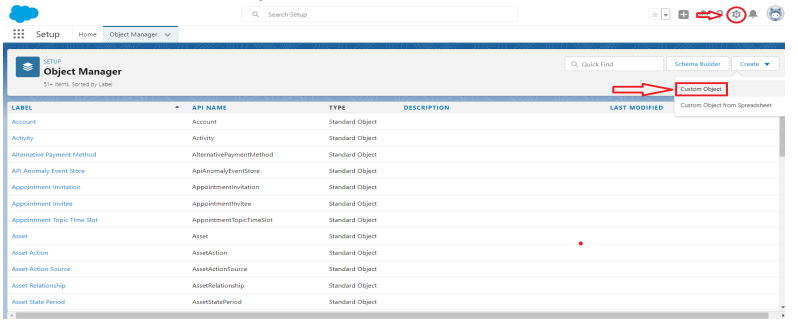 Search Setup
Setup Home Object Manager
SETUP
Object Manager
51+ Items, Sorted by Label
Quick Find Schema Builder Create
Custom Object
Custom Object from Spreadsheet
LABEL API NAME TYPE DESCRIPTION LAST MODIFIED
Account Account Standard Object
Activity Activity Standard Object
Alternative Payment Method AlternativePaymentMethod Standard Object
API Anomaly Event Store ApiAnomalyEventStore Standard Object
Appointment Invitation AppointmentInvitation Standard Object
Appointment Invitee AppointmentInvitee Standard Object
Appointment Topic Time Slot AppointmentTopicTimeSlot Standard Object
Asset Asset Standard Object
Asset Action AssetAction Standard Object
Asset Action Source AssetActionSource Standard Object
Asset Relationship AssetRelationship Standard Object
Asset State Period AssetStatePeriod Standard Object